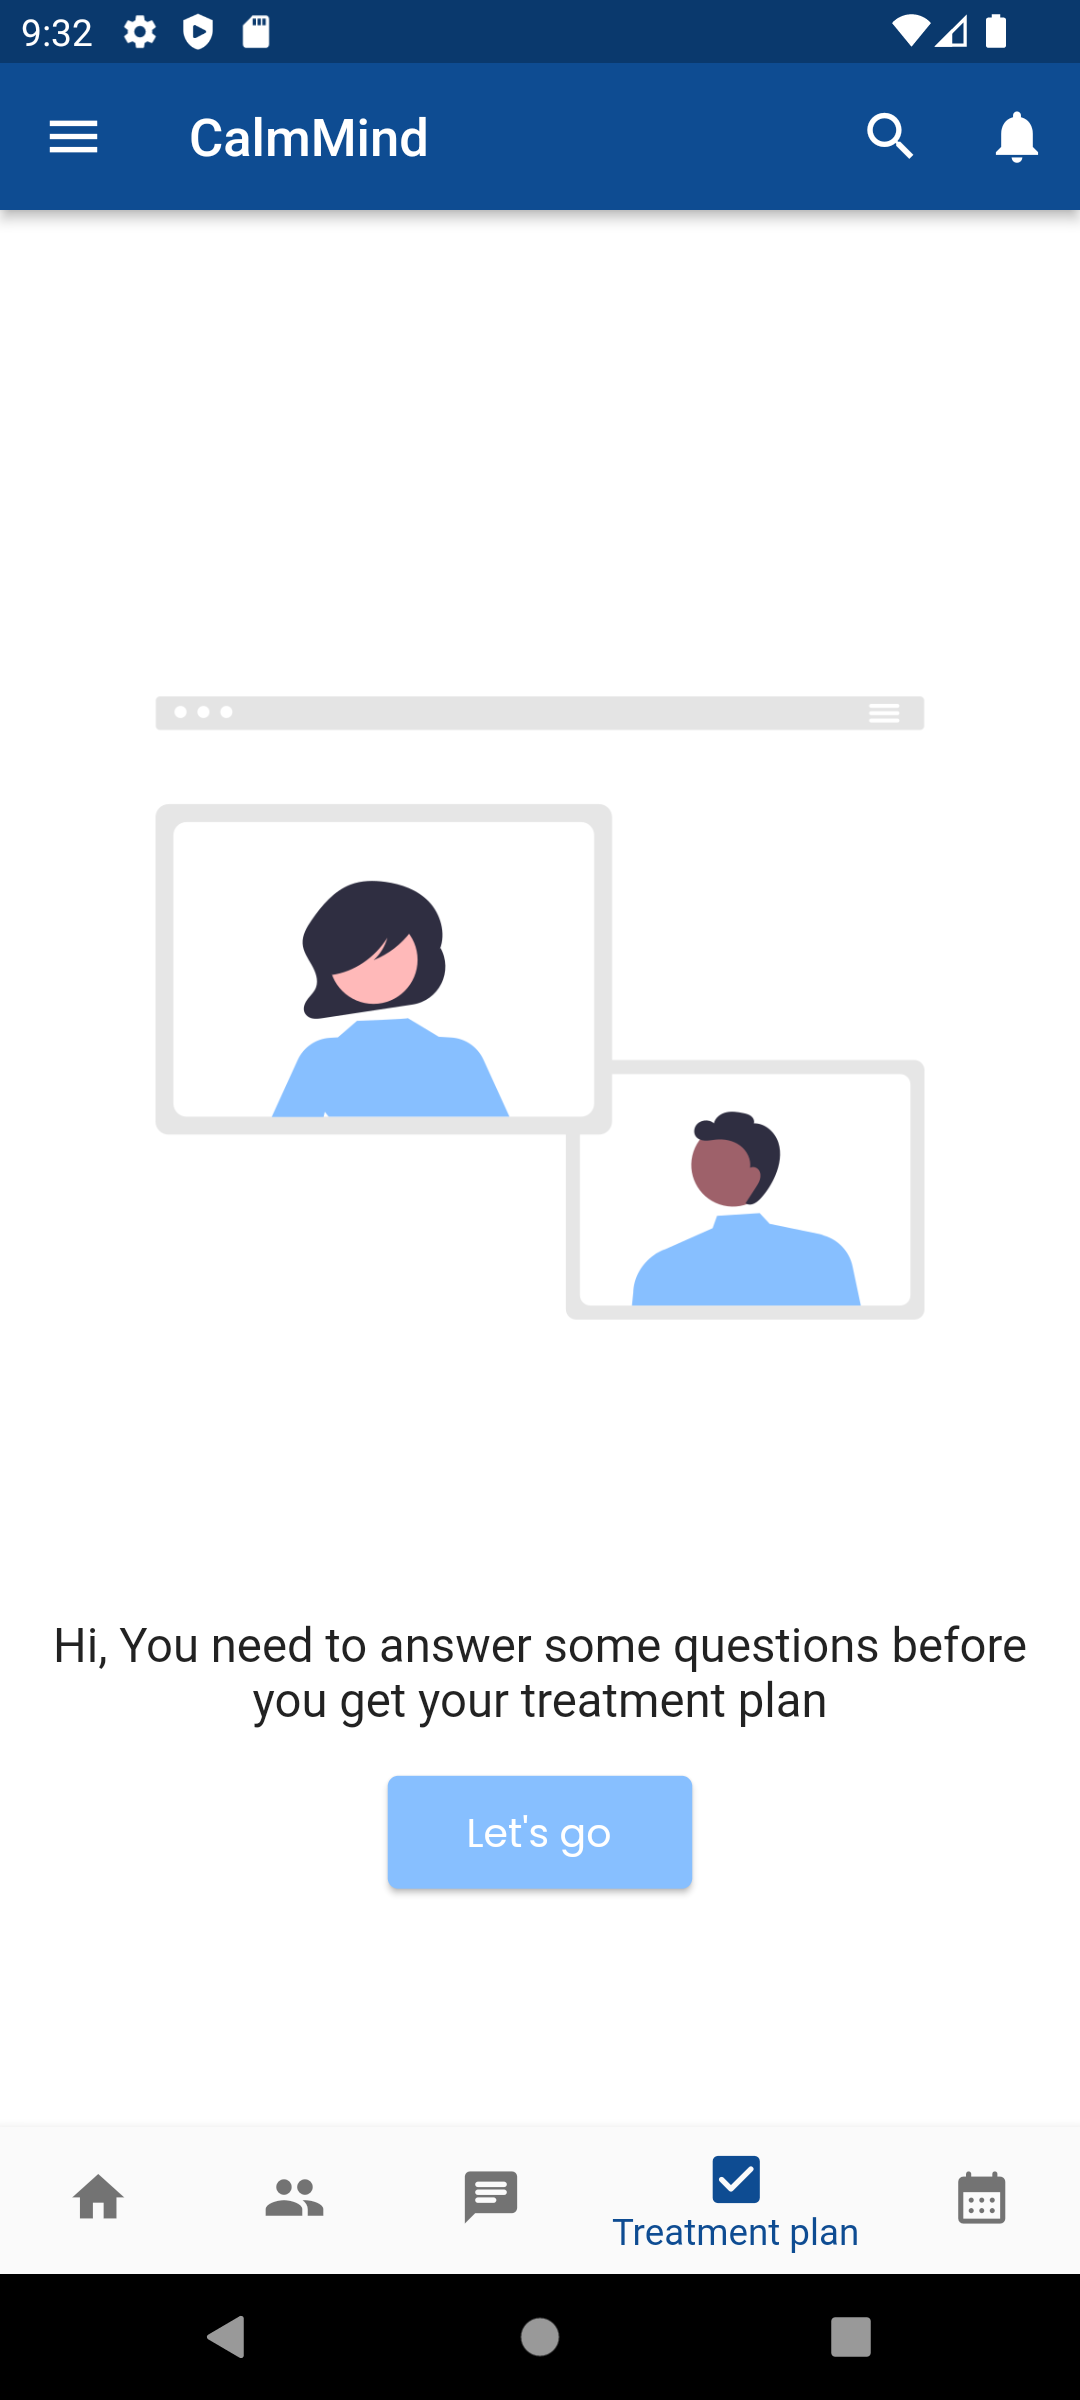 9:32
CalmMind
Hi, You need to answer some questions before
you get your treatment plan
Let's go
Treatment plan